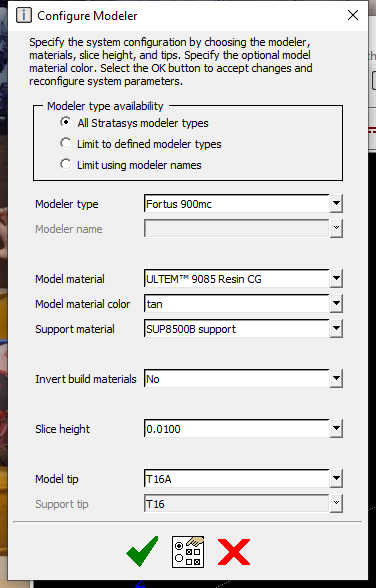 Configure Modeler
Specify the system configuration by choosing the modeler,
materials, slice height, and tips. Specify the optional model
material color. Select the OK button to accept changes and
reconfigure system parameters.
Modeler type availability
All Stratasys modeler types
Limit to defined modeler types
Limit using modeler names
Modeler type Fortus 900mc
Modeler name
Model material ULTEM™ 9085 Resin CG
Model material color tan
Support material SUP8500B support
Invert build materials No
Slice height 0.0100
Model tip T16A
Support tip T16